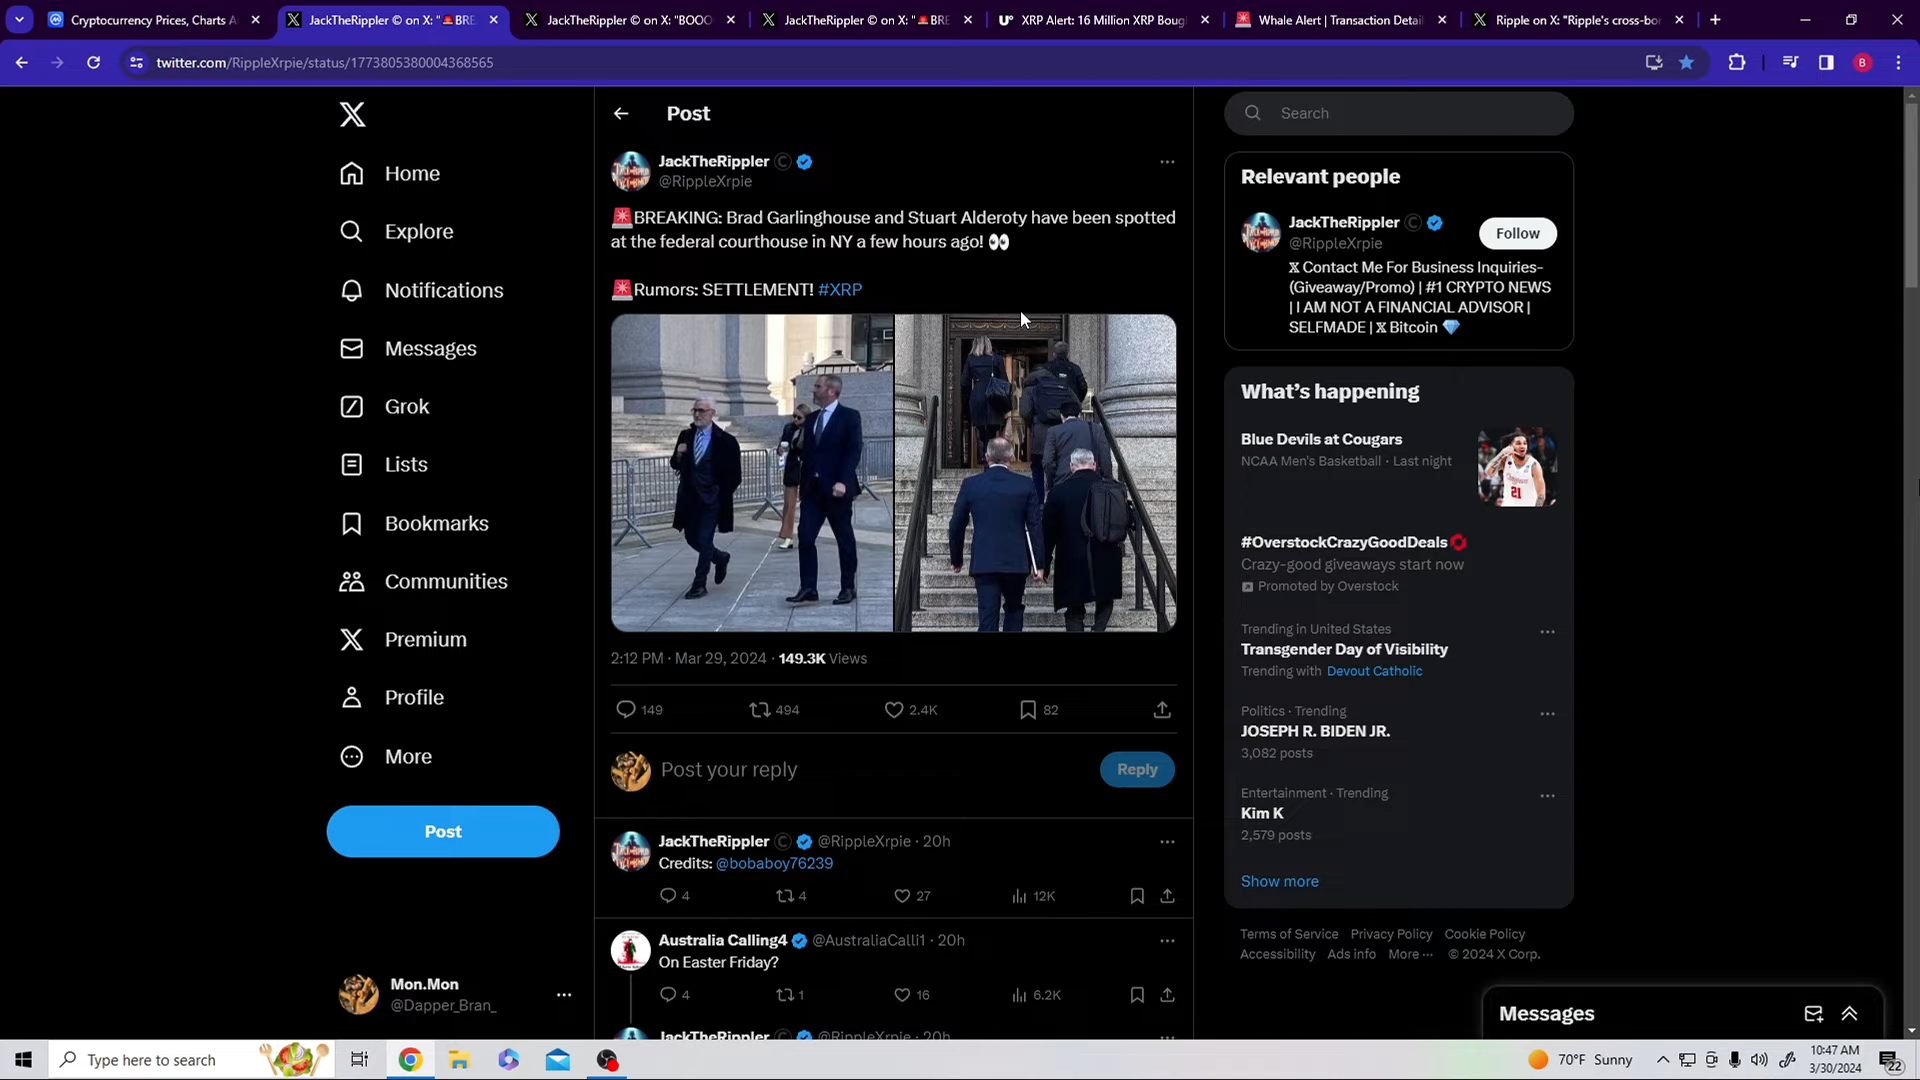 Cryptocurrency Prices, Charts A
JackTheRippler © on X: "🚨BRE
JackTheRippler © on X: "BOOO
JackTheRippler © on X: "🚨BRE
XRP Alert: 16 Million XRP Boug
Whale Alert | Transaction Detail
Ripple on X: "Ripple's cross-bor
twitter.com/RippleXrpie/status/1773805380004368565
B
Home
Explore
Notifications
Messages
Grok
Lists
Bookmarks
Communities
Premium
Profile
More
Post
Mon.Mon
@Dapper_Bran_
Post
JackTheRippler ©
@RippleXrpie
🚨BREAKING: Brad Garlinghouse and Stuart Alderoty have been spotted
at the federal courthouse in NY a few hours ago! 👀
🚨Rumors: SETTLEMENT! #XRP
2:12 PM · Mar 29, 2024 · 149.3K Views
149 494 2.4K 82
Post your reply
Reply
JackTheRippler © @RippleXrpie · 20h
Credits: @bobaboy76239
4 4 27 12K
Australia Calling4 @AustraliaCalli1 · 20h
On Easter Friday?
4 1 16 6.2K
JackTheRippler © @RippleXrpie · 20h
Search
Relevant people
JackTheRippler ©
@RippleXrpie
Follow
𝕏 Contact Me For Business Inquiries-
(Giveaway/Promo) | #1 CRYPTO NEWS
| I AM NOT A FINANCIAL ADVISOR |
SELFMADE | 𝕏 Bitcoin 💎
What's happening
Blue Devils at Cougars
NCAA Men's Basketball · Last night
21
#OverstockCrazyGoodDeals
Crazy-good giveaways start now
Promoted by Overstock
Trending in United States
Transgender Day of Visibility
Trending with Devout Catholic
Politics · Trending
JOSEPH R. BIDEN JR.
3,082 posts
Entertainment · Trending
Kim K
2,579 posts
Show more
Terms of Service Privacy Policy Cookie Policy
Accessibility Ads info More ··· © 2024 X Corp.
Messages
Type here to search
70°F Sunny
10:47 AM
3/30/2024
22